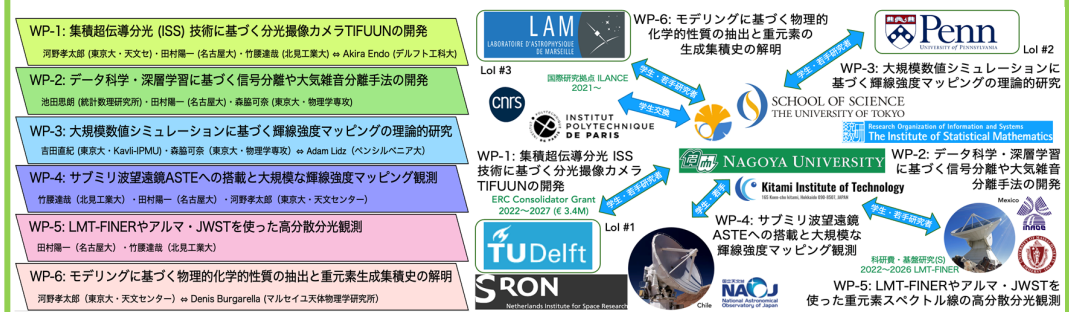 WP-1: 集積超伝導分光 (ISS) 技術に基づく分光撮像カメラTIFUUNの開発
河野孝太郎 (東京大・天文セ)・田村陽一 (名古屋大)・竹腰達哉 (北見工業大) ⇔ Akira Endo (デルフト工科大)
WP-2: データ科学・深層学習に基づく信号分離や大気雑音分離手法の開発
池田思朗 (統計数理研究所)・田村陽一 (名古屋大)・森脇可奈 (東京大・物理学専攻)
WP-3: 大規模数値シミュレーションに基づく輝線強度マッピングの理論的研究
吉田直紀 (東京大・Kavli-IPMU)・森脇可奈 (東京大・物理学専攻) ⇔ Adam Lidz (ペンシルベニア大)
WP-4: サブミリ波望遠鏡ASTEへの搭載と大規模な輝線強度マッピング観測
竹腰達哉 (北見工業大) ・田村陽一 (名古屋大) ・河野孝太郎 (東京大・天文センター)
WP-5: LMT-FINERやアルマ・JWSTを使った高分散分光観測
田村陽一 (名古屋大) ・竹腰達哉 (北見工業大)
WP-6: モデリングに基づく物理的化学的性質の抽出と重元素生成集積史の解明
河野孝太郎 (東京大・天文センター) ⇔ Denis Burgarella (マルセイユ天体物理学研究所)
LAM
LABORATOIRE D'ASTROPHYSIQUE
DE MARSEILLE
LoI #3
WP-6: モデリングに基づく物理的
化学的性質の抽出と重元素の
生成集積史の解明
Penn
UNIVERSITY OF PENNSYLVANIA
LoI #2
WP-3: 大規模数値シミュレーションに
基づく輝線強度マッピングの理論的研究
国際研究拠点 ILANCE
2021〜
学生・若手研究者
学生・若手研究者
学生交換
cnrs
INSTITUT
POLYTECHNIQUE
DE PARIS
SCHOOL OF SCIENCE
THE UNIVERSITY OF TOKYO
Research Organization of Information and Systems
The Institute of Statistical Mathematics
WP-1: 集積超伝導分光 ISS
技術に基づく分光撮像カメラ
TIFUUNの開発
ERC Consolidator Grant
2022〜2027 (€ 3.4M)
学生・若手研究者
NAGOYA UNIVERSITY
Kitami Institute of Technology
165 Koen-cho Kitami, Hokkaido 090-8507, JAPAN
WP-2: データ科学・深層学習
に基づく信号分離や大気雑音
分離手法の開発
学生・若手
学生・若手研究者
TU Delft
LoI #1
SRON
Netherlands Institute for Space Research
WP-4: サブミリ波望遠鏡
ASTEへの搭載と大規模な
輝線強度マッピング観測
Chile
国立天文台
NAOJ
National Astronomical
Observatory of Japan
Mexico
INAOE
科研費・基盤研究(S)
2022〜2026 LMT-FINER
WP-5: LMT-FINERやアルマ・JWSTを
使った重元素スペクトル線の高分散分光観測